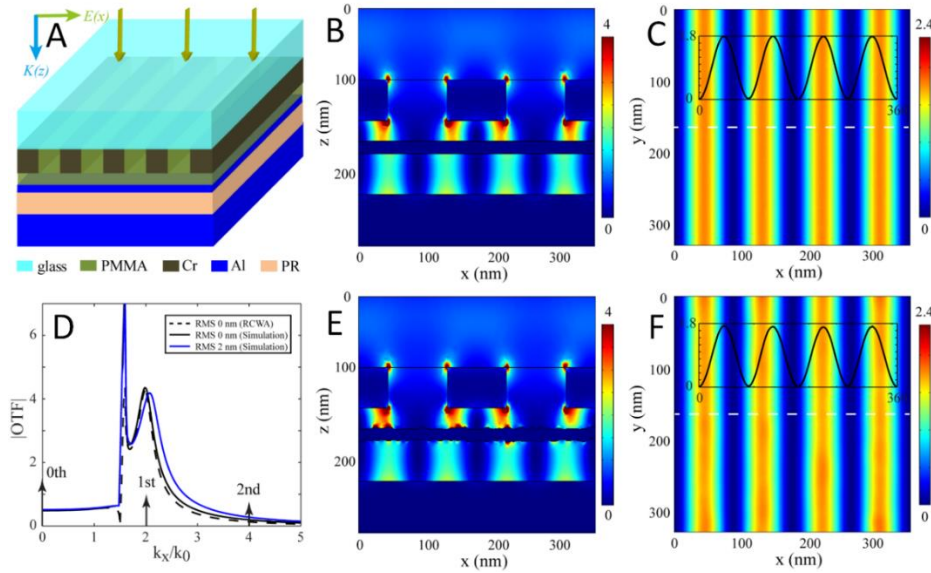 A
E(x)
K(z)
glass
PMMA
Cr
Al
PR
B
z (nm)
0
100
200
0
100
200
300
x (nm)
4
0
C
y (nm)
0
100
200
300
0
100
200
300
x (nm)
.8
0
0
36
2.4
0
D
|OTF|
6
4
2
0
0
1
2
3
4
5
kx/k0
RMS 0 nm (RCWA)
RMS 0 nm (Simulation)
RMS 2 nm (Simulation)
0th
1st
2nd
E
z (nm)
0
100
200
0
100
200
300
x (nm)
4
0
F
y (nm)
0
100
200
300
0
100
200
300
x (nm)
.8
0
0
36
2.4
0